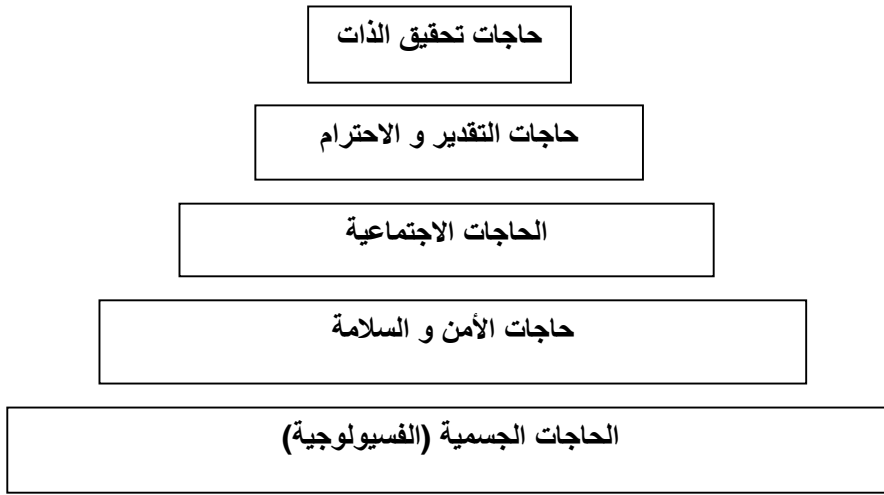 حاجات تحقيق الذات
حاجات التقدير و الاحترام
الحاجات الاجتماعية
حاجات الأمن و السلامة
الحاجات الجسمية (الفسيولوجية)